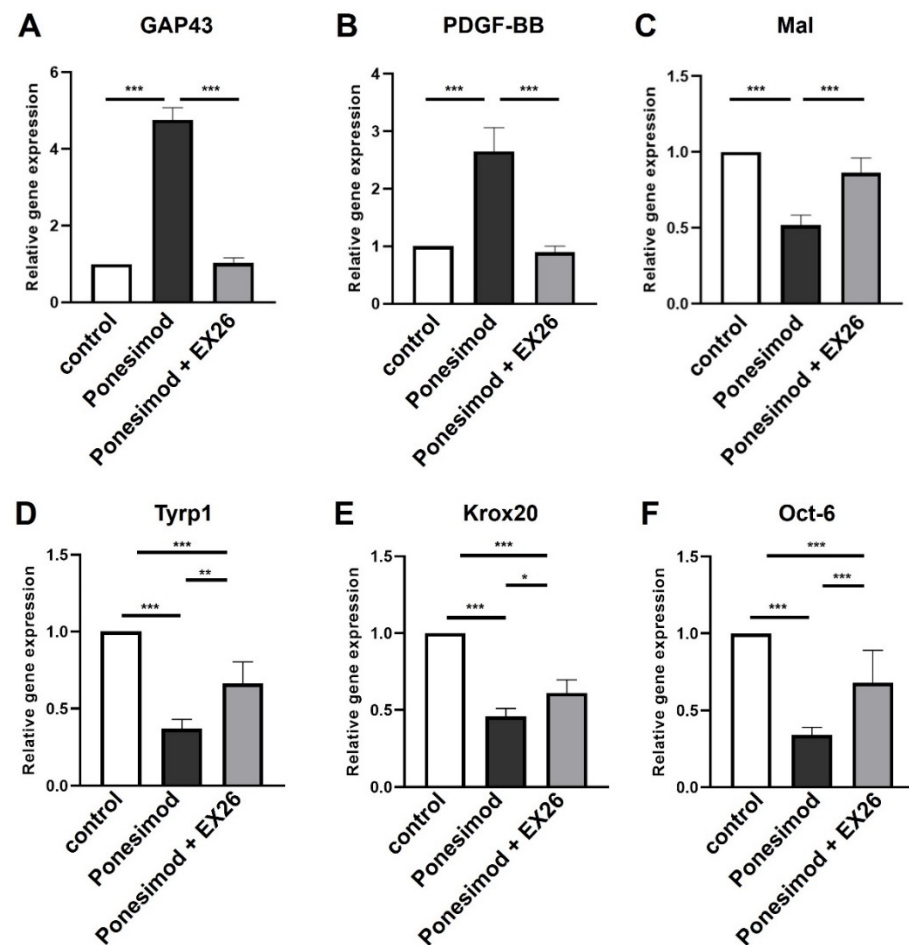 A GAP43
Relative gene expression
6
4
2
0
*** ***
control
Ponesimod
Ponesimod + EX26
B PDGF-BB
Relative gene expression
4
3
2
1
0
*** ***
control
Ponesimod
Ponesimod + EX26
C Mal
Relative gene expression
1.5
1.0
0.5
0.0
*** ***
control
Ponesimod
Ponesimod + EX26
D Tyrp1
Relative gene expression
1.5
1.0
0.5
0.0
***
**
***
control
Ponesimod
Ponesimod + EX26
E Krox20
Relative gene expression
1.5
1.0
0.5
0.0
***
*
***
control
Ponesimod
Ponesimod + EX26
F Oct-6
Relative gene expression
1.5
1.0
0.5
0.0
***
***
***
control
Ponesimod
Ponesimod + EX26